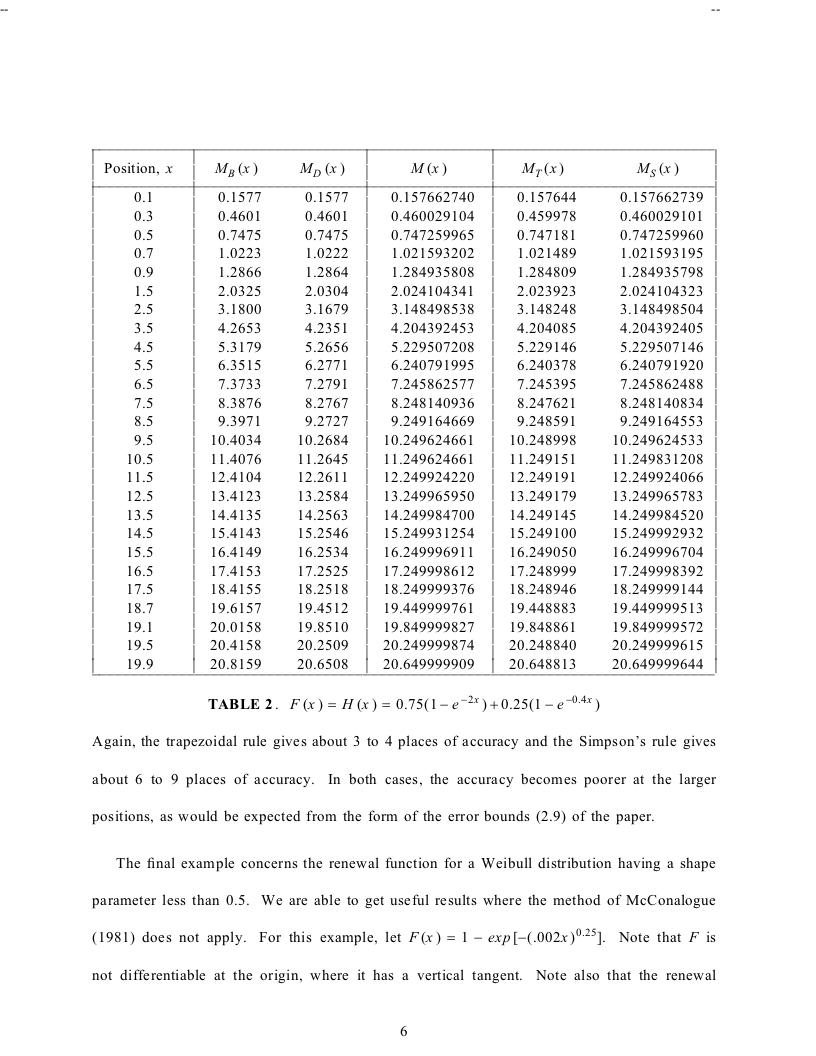 -- --
Position, x M_B (x) M_D (x) M (x) M_T (x) M_S (x)
0.1 0.1577 0.1577 0.157662740 0.157644 0.157662739
0.3 0.4601 0.4601 0.460029104 0.459978 0.460029101
0.5 0.7475 0.7475 0.747259965 0.747181 0.747259960
0.7 1.0223 1.0222 1.021593202 1.021489 1.021593195
0.9 1.2866 1.2864 1.284935808 1.284809 1.284935798
1.5 2.0325 2.0304 2.024104341 2.023923 2.024104323
2.5 3.1800 3.1679 3.148498538 3.148248 3.148498504
3.5 4.2653 4.2351 4.204392453 4.204085 4.204392405
4.5 5.3179 5.2656 5.229507208 5.229146 5.229507146
5.5 6.3515 6.2771 6.240791995 6.240378 6.240791920
6.5 7.3733 7.2791 7.245862577 7.245395 7.245862488
7.5 8.3876 8.2767 8.248140936 8.247621 8.248140834
8.5 9.3971 9.2727 9.249164669 9.248591 9.249164553
9.5 10.4034 10.2684 10.249624661 10.248998 10.249624533
10.5 11.4076 11.2645 11.249624661 11.249151 11.249831208
11.5 12.4104 12.2611 12.249924220 12.249191 12.249924066
12.5 13.4123 13.2584 13.249965950 13.249179 13.249965783
13.5 14.4135 14.2563 14.249984700 14.249145 14.249984520
14.5 15.4143 15.2546 15.249931254 15.249100 15.249992932
15.5 16.4149 16.2534 16.249996911 16.249050 16.249996704
16.5 17.4153 17.2525 17.249998612 17.248999 17.249998392
17.5 18.4155 18.2518 18.249999376 18.248946 18.249999144
18.7 19.6157 19.4512 19.449999761 19.448883 19.449999513
19.1 20.0158 19.8510 19.849999827 19.848861 19.849999572
19.5 20.4158 20.2509 20.249999874 20.248840 20.249999615
19.9 20.8159 20.6508 20.649999909 20.648813 20.649999644
TABLE 2. F (x) = H (x) = 0.75(1 − e^{−2x}) + 0.25(1 − e^{−0.4x})
Again, the trapezoidal rule gives about 3 to 4 places of accuracy and the Simpson's rule gives
about 6 to 9 places of accuracy. In both cases, the accuracy becomes poorer at the larger
positions, as would be expected from the form of the error bounds (2.9) of the paper.
The final example concerns the renewal function for a Weibull distribution having a shape
parameter less than 0.5. We are able to get useful results where the method of McConalogue
(1981) does not apply. For this example, let F(x) = 1 − exp[−(.002x)^{0.25}]. Note that F is
not differentiable at the origin, where it has a vertical tangent. Note also that the renewal
6